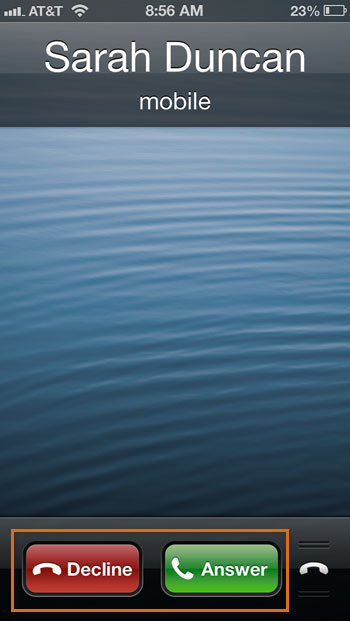 AT&T 8:56 AM 23%
Sarah Duncan
mobile
Decline Answer